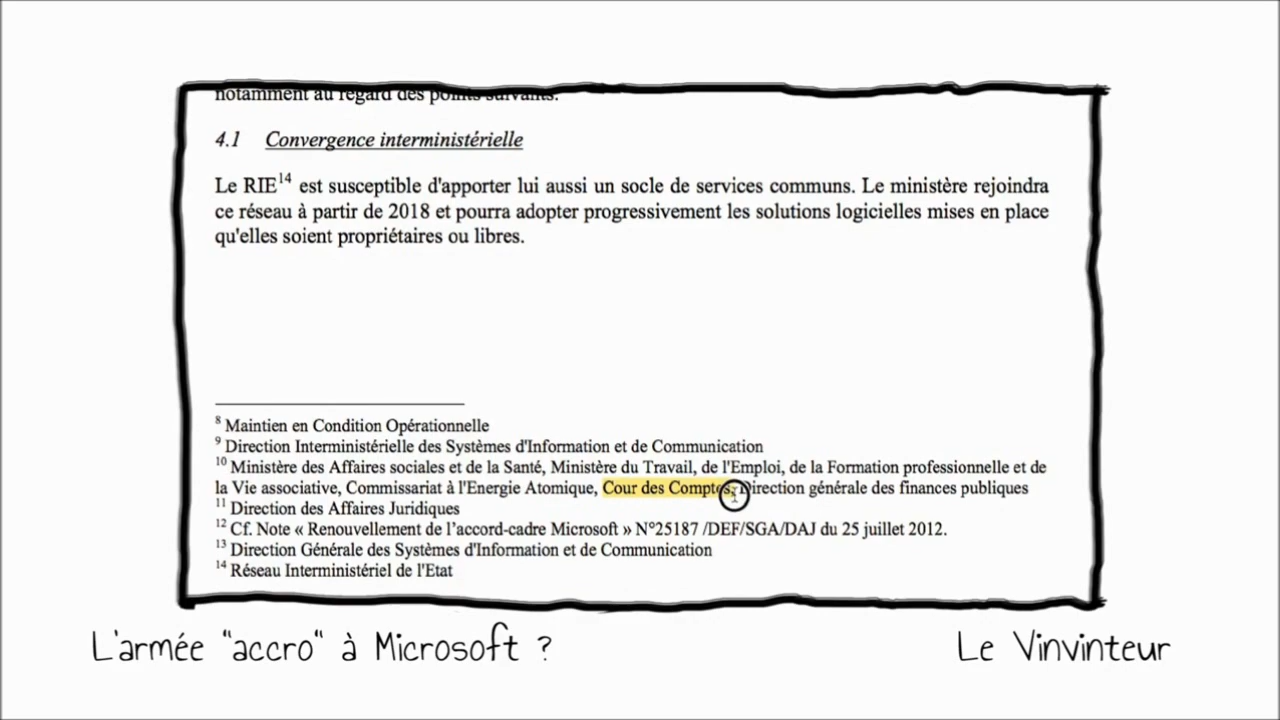 notamment au regard des points suivants:
4.1 Convergence interministérielle
Le RIE14 est susceptible d'apporter lui aussi un socle de services communs. Le ministère rejoindra
ce réseau à partir de 2018 et pourra adopter progressivement les solutions logicielles mises en place
qu'elles soient propriétaires ou libres.
8 Maintien en Condition Opérationnelle
9 Direction Interministérielle des Systèmes d'Information et de Communication
10 Ministère des Affaires sociales et de la Santé, Ministère du Travail, de l'Emploi, de la Formation professionnelle et de
la Vie associative, Commissariat à l'Energie Atomique, Cour des Comptes, Direction générale des finances publiques
11 Direction des Affaires Juridiques
12 Cf. Note « Renouvellement de l'accord-cadre Microsoft » N°25187 /DEF/SGA/DAJ du 25 juillet 2012.
13 Direction Générale des Systèmes d'Information et de Communication
14 Réseau Interministériel de l'Etat
L'armée "accro" à Microsoft ?
Le Vinvinteur